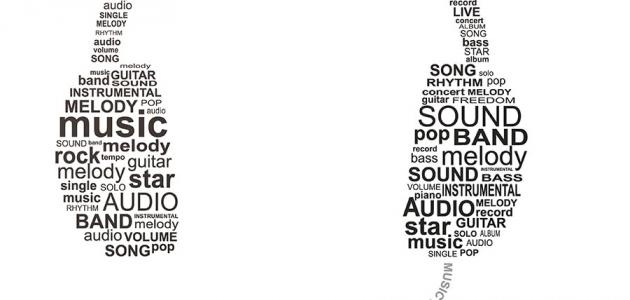 audio
SINGLE
MELODY
RHYTHM
audio
volume
SONG
melody
music GUITAR
band SOUND
INSTRUMENTAL
MELODY POP
audio
music
SOUND band melody
rock tempo guitar
melody
single SOLO star
music AUDIO
RHYTHM
BAND INSTRUMENTAL
melody
audio VOLUME
SONG pop
record
LIVE
concert
ALBUM
SONG
bass
STAR
album
SONG solo
RHYTHM pop
concert MELODY
guitar FREEDOM
SOUND
pop BAND
record
bass melody
SOUND INSTRUMENTAL
BASS
VOLUME INSTRUMENTAL
piano
AUDIO MELODY
record
star GUITAR
SOLO ALBUM
music AUDIO
SINGLE POP
MUSIC